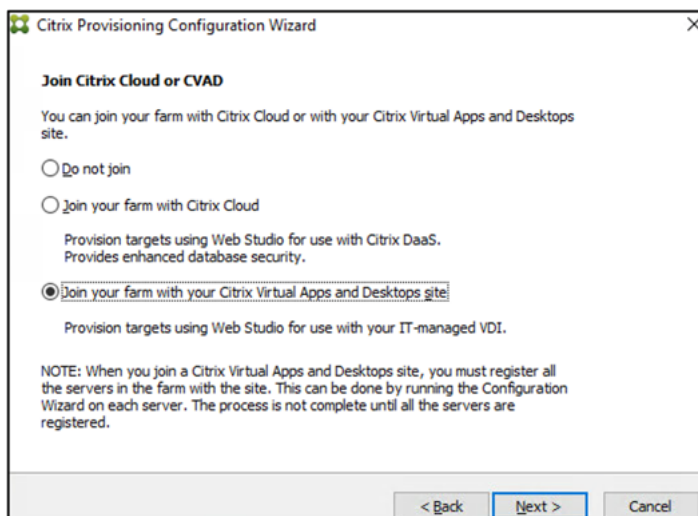 Citrix Provisioning Configuration Wizard
Join Citrix Cloud or CVAD
You can join your farm with Citrix Cloud or with your Citrix Virtual Apps and Desktops
site.
Do not join
Join your farm with Citrix Cloud
Provision targets using Web Studio for use with Citrix DaaS.
Provides enhanced database security.
Join your farm with your Citrix Virtual Apps and Desktops site
Provision targets using Web Studio for use with your IT-managed VDI.
NOTE: When you join a Citrix Virtual Apps and Desktops site, you must register all
the servers in the farm with the site. This can be done by running the Configuration
Wizard on each server. The process is not complete until all the servers are
registered.
< Back Next > Cancel